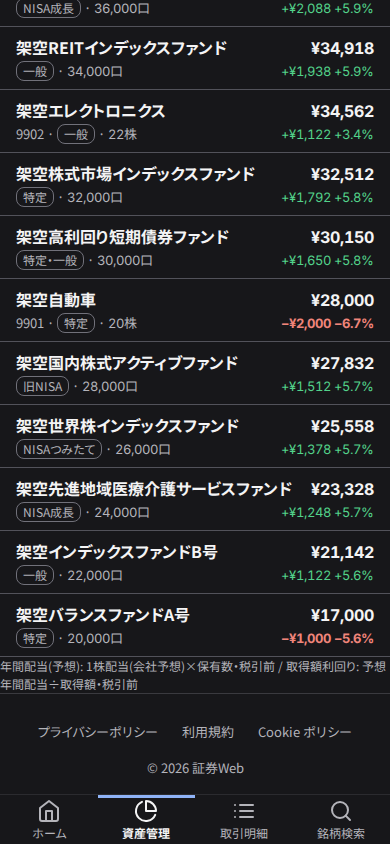 NISA成長 · 36,000口 +¥2,088 +5.9%
架空REITインデックスファンド ¥34,918
一般 · 34,000口 +¥1,938 +5.9%
架空エレクトロニクス ¥34,562
9902 · 一般 · 22株 +¥1,122 +3.4%
架空株式市場インデックスファンド ¥32,512
特定 · 32,000口 +¥1,792 +5.8%
架空高利回り短期債券ファンド ¥30,150
特定・一般 · 30,000口 +¥1,650 +5.8%
架空自動車 ¥28,000
9901 · 特定 · 20株 −¥2,000 −6.7%
架空国内株式アクティブファンド ¥27,832
旧NISA · 28,000口 +¥1,512 +5.7%
架空世界株インデックスファンド ¥25,558
NISAつみたて · 26,000口 +¥1,378 +5.7%
架空先進地域医療介護サービスファンド ¥23,328
NISA成長 · 24,000口 +¥1,248 +5.7%
架空インデックスファンドB号 ¥21,142
一般 · 22,000口 +¥1,122 +5.6%
架空バランスファンドA号 ¥17,000
特定 · 20,000口 −¥1,000 −5.6%
年間配当(予想): 1株配当(会社予想)×保有数・税引前 / 取得額利回り: 予想
年間配当÷取得額・税引前
プライバシーポリシー 利用規約 Cookie ポリシー
© 2026 証券Web
ホーム 資産管理 取引明細 銘柄検索